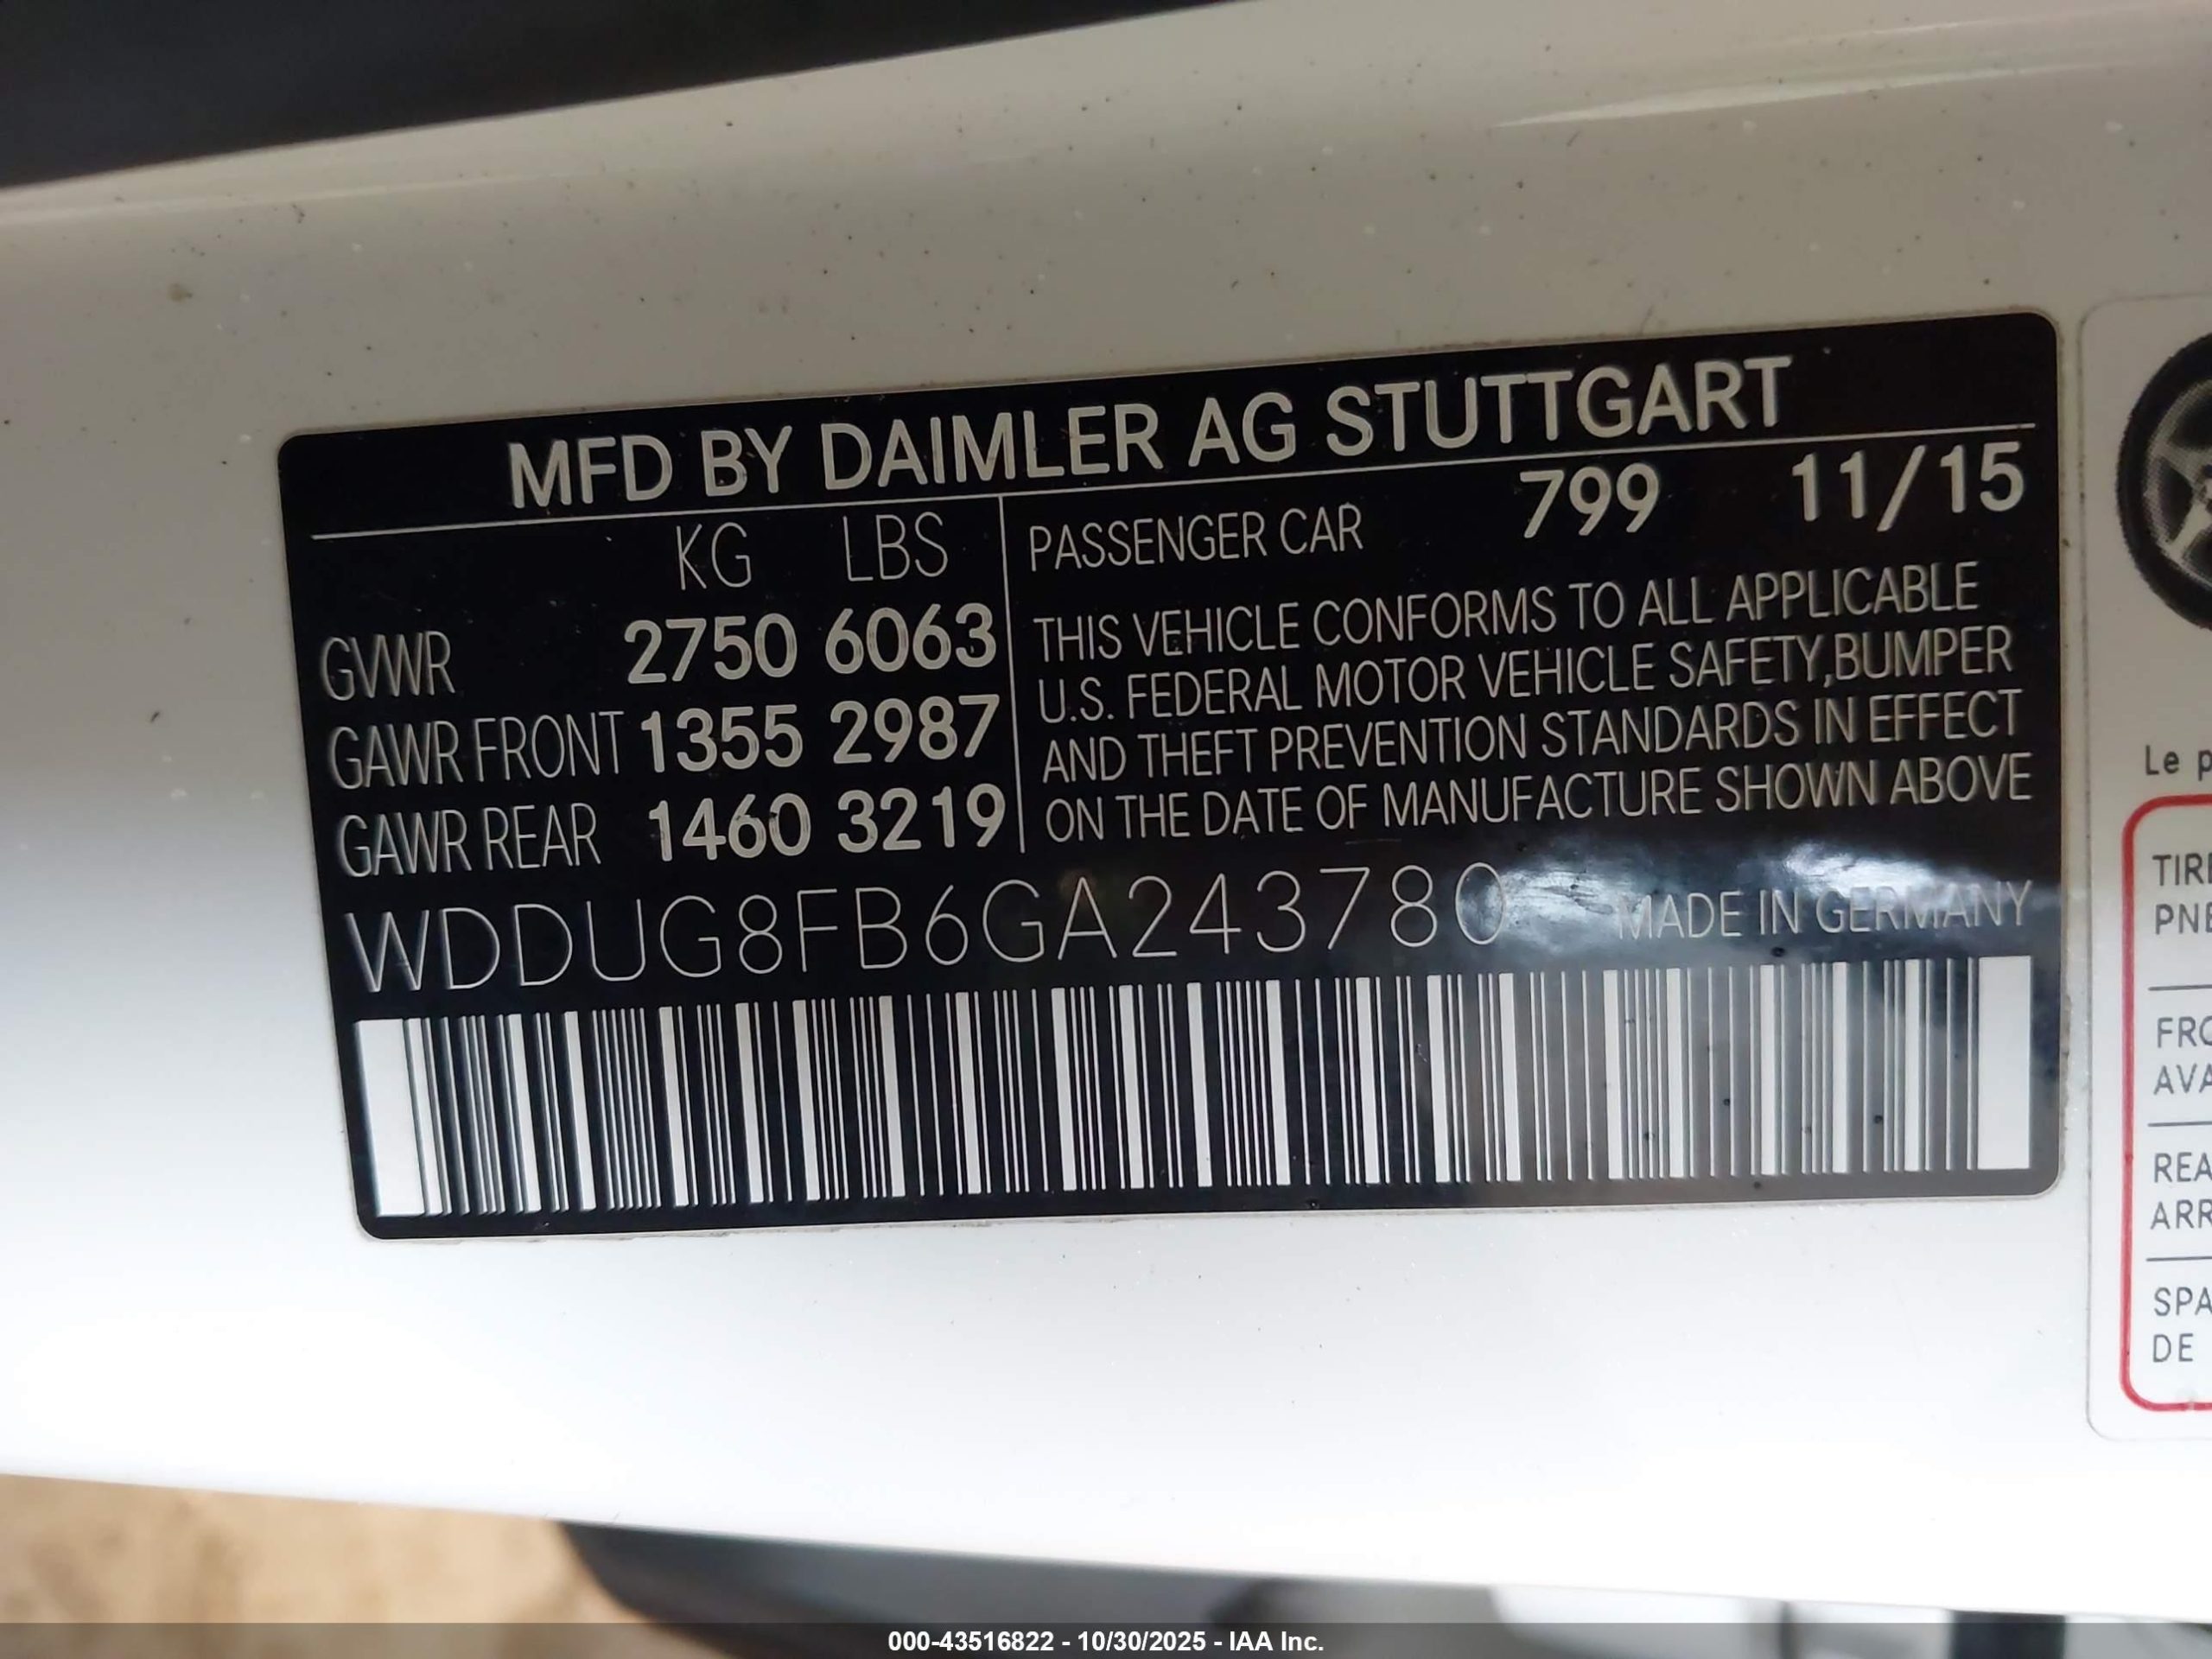 MFD BY DAIMLER AG STUTTGART
KG LBS
GVWR 2750 6063
GAWR FRONT 1355 2987
GAWR REAR 1460 3219
PASSENGER CAR 799 11/15
THIS VEHICLE CONFORMS TO ALL APPLICABLE
U.S. FEDERAL MOTOR VEHICLE SAFETY,BUMPER
AND THEFT PREVENTION STANDARDS IN EFFECT
ON THE DATE OF MANUFACTURE SHOWN ABOVE
WDDUG8FB6GA243780 MADE IN GERMANY
Le
DE
000-43516822 - 10/30/2025 - IAA Inc.